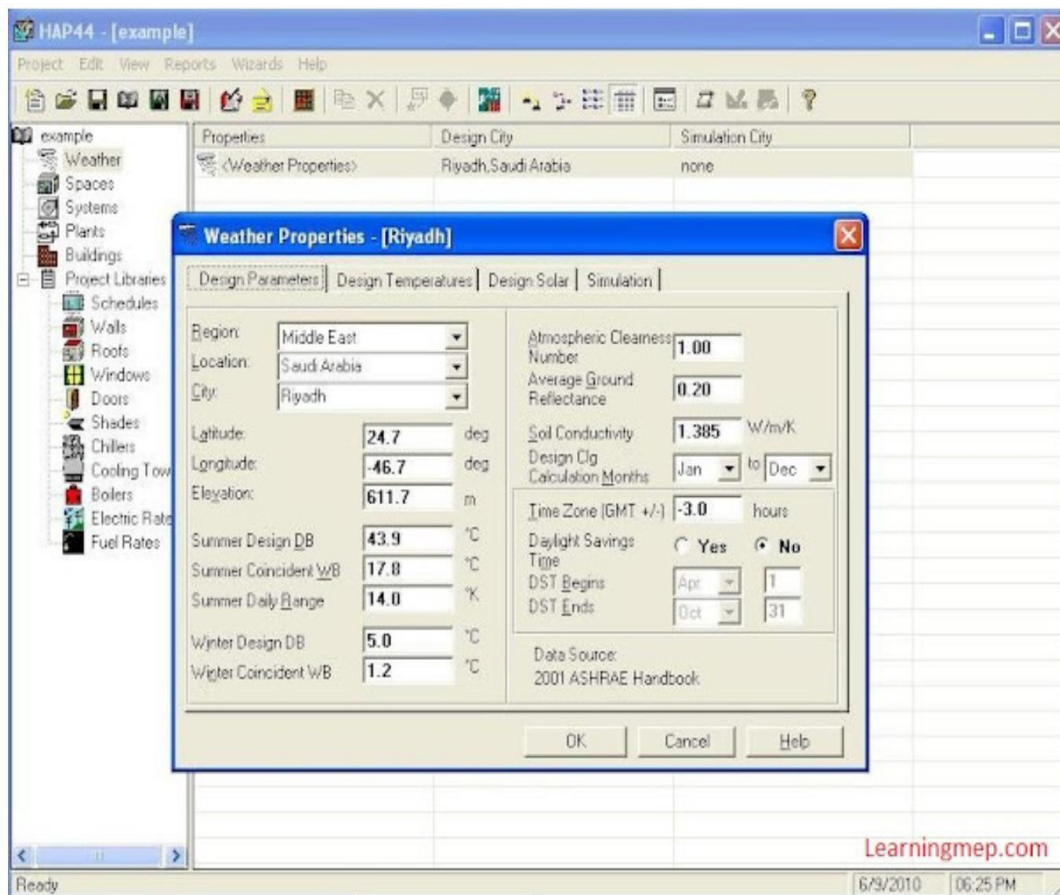 HAP44 - [example]
Project Edit View Reports Wizards Help
example
Weather
Spaces
Systems
Plants
Buildings
Project Libraries
Schedules
Walls
Roofs
Windows
Doors
Shades
Chillers
Cooling Tow
Boilers
Electric Rate
Fuel Rates
Properties Design City Simulation City
<Weather Properties> Riyadh,Saudi Arabia none
Weather Properties - [Riyadh]
Design Parameters Design Temperatures Design Solar Simulation
Region: Middle East
Location: Saudi Arabia
City: Riyadh
Latitude: 24.7 deg
Longitude: -46.7 deg
Elevation: 611.7 m
Summer Design DB 43.9 °C
Summer Coincident WB 17.8 °C
Summer Daily Range 14.0 °K
Winter Design DB 5.0 °C
Winter Coincident WB 1.2 °C
Atmospheric Clearness
Number 1.00
Average Ground
Reflectance 0.20
Soil Conductivity 1.385 W/m/K
Design Clg
Calculation Months Jan to Dec
Time Zone (GMT +/-) -3.0 hours
Daylight Savings
Time Yes No
DST Begins Apr 1
DST Ends Oct 31
Data Source:
2001 ASHRAE Handbook
OK Cancel Help
Learningmep.com
Ready 6/9/2010 06:25 PM